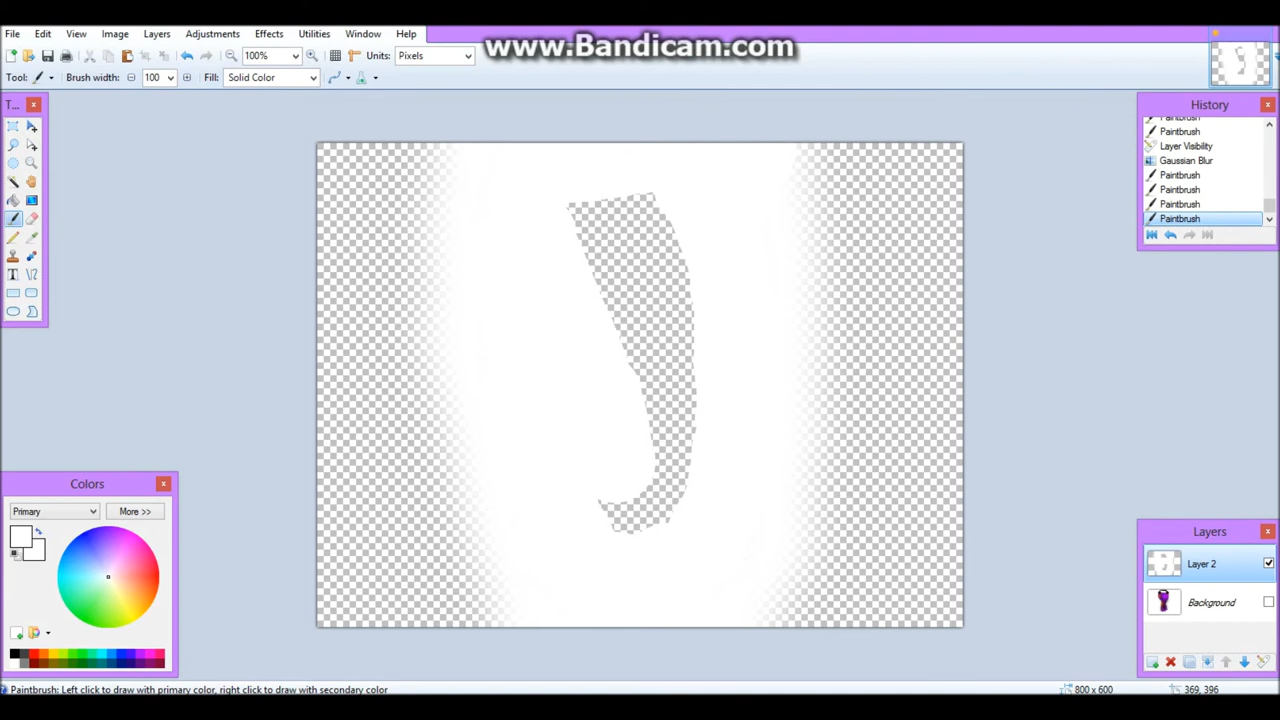 www.Bandicam.com
File Edit View Image Layers Adjustments Effects Utilities Window Help
100% Units: Pixels
Tool: Brush width: 100 Fill: Solid Color
T...
History
Paintbrush
Paintbrush
Layer Visibility
Gaussian Blur
Paintbrush
Paintbrush
Paintbrush
Paintbrush
Colors
Primary More >>
Layers
Layer 2
Background
Paintbrush: Left click to draw with primary color, right click to draw with secondary color 800 x 600 369, 396